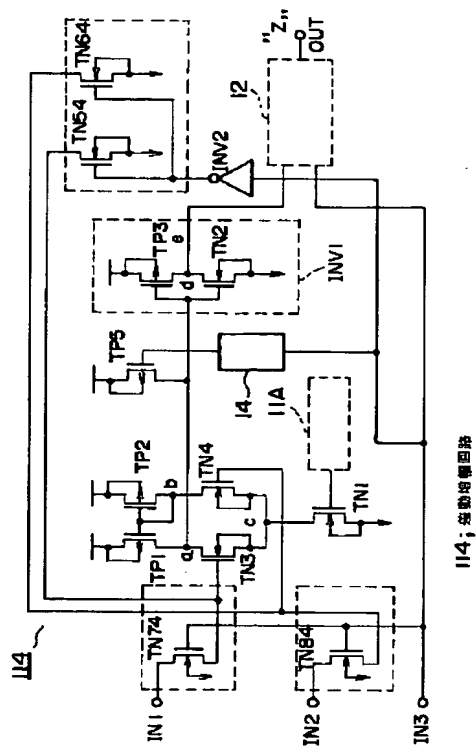 114
TN54
TN64
TP1
TP2
TP5
TP3
a
b
c
d
e
TN3
TN4
TN2
INV2
12
"Z"
OUT
INV1
14
11A
TN1
IN1
TN74
IN2
TN84
IN3
114; 差動増幅回路